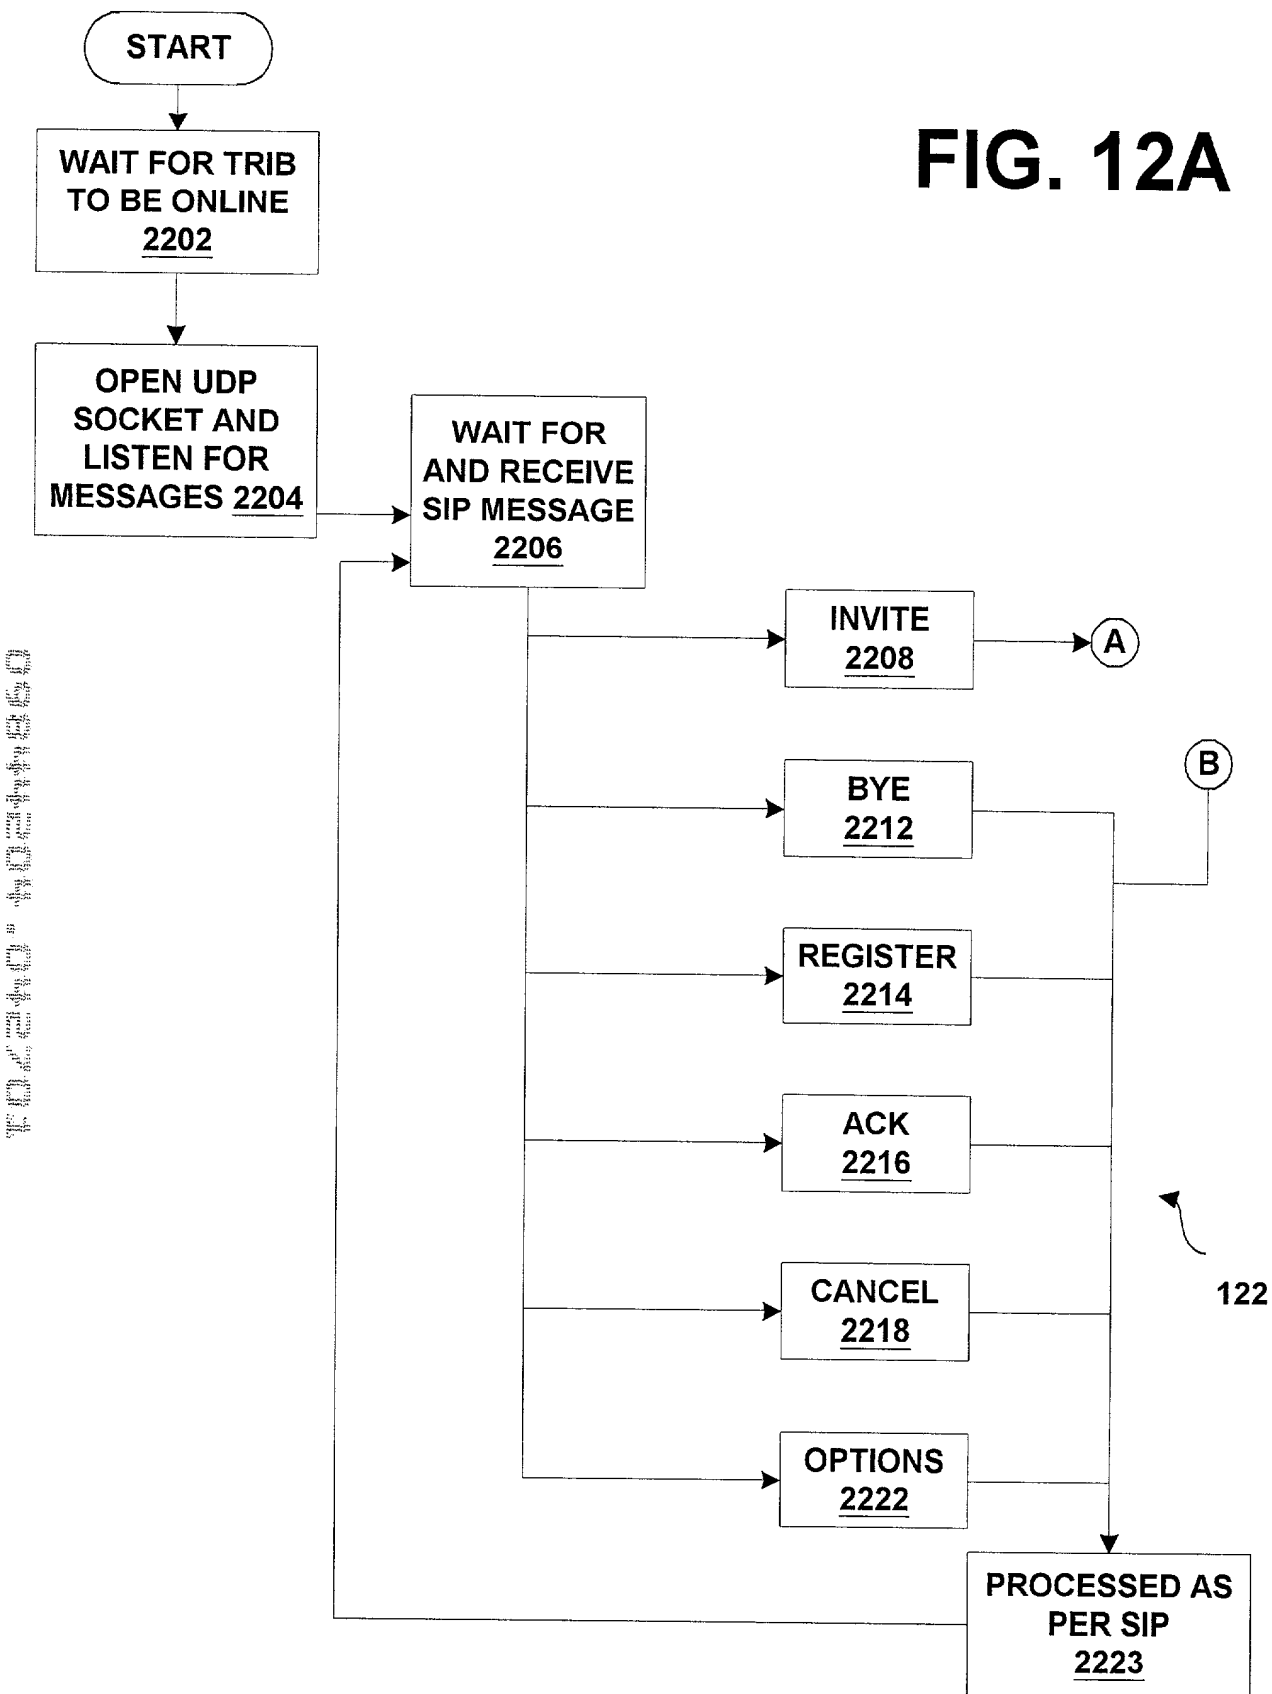 START
FIG. 12A
WAIT FOR TRIB
TO BE ONLINE
2202
OPEN UDP
SOCKET AND
LISTEN FOR
MESSAGES 2204
WAIT FOR
AND RECEIVE
SIP MESSAGE
2206
INVITE
2208
A
B
BYE
2212
REGISTER
2214
ACK
2216
122
CANCEL
2218
OPTIONS
2222
PROCESSED AS
PER SIP
2223